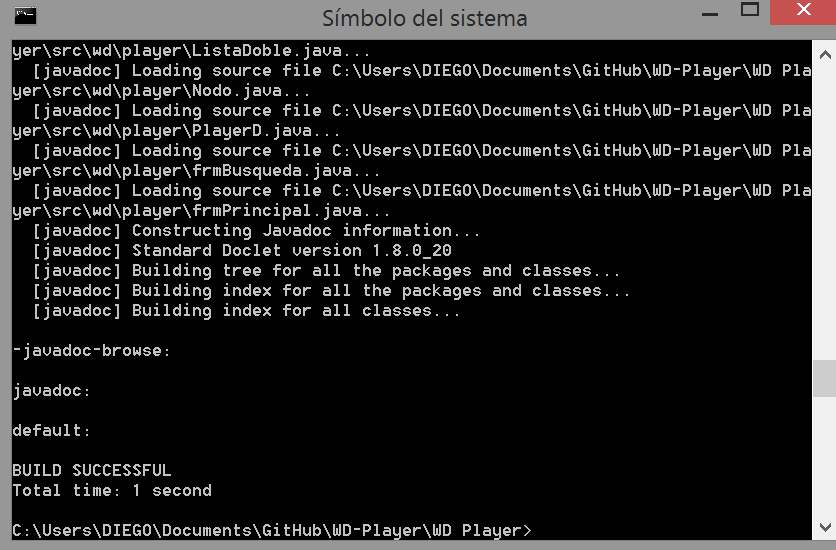 Símbolo del sistema
yer\src\wd\player\ListaDoble.java...
  [javadoc] Loading source file C:\Users\DIEGO\Documents\GitHub\WD-Player\WD Pla
yer\src\wd\player\Nodo.java...
  [javadoc] Loading source file C:\Users\DIEGO\Documents\GitHub\WD-Player\WD Pla
yer\src\wd\player\PlayerD.java...
  [javadoc] Loading source file C:\Users\DIEGO\Documents\GitHub\WD-Player\WD Pla
yer\src\wd\player\frmBusqueda.java...
  [javadoc] Loading source file C:\Users\DIEGO\Documents\GitHub\WD-Player\WD Pla
yer\src\wd\player\frmPrincipal.java...
  [javadoc] Constructing Javadoc information...
  [javadoc] Standard Doclet version 1.8.0_20
  [javadoc] Building tree for all the packages and classes...
  [javadoc] Building index for all the packages and classes...
  [javadoc] Building index for all classes...
-javadoc-browse:
javadoc:
default:
BUILD SUCCESSFUL
Total time: 1 second
C:\Users\DIEGO\Documents\GitHub\WD-Player\WD Player>